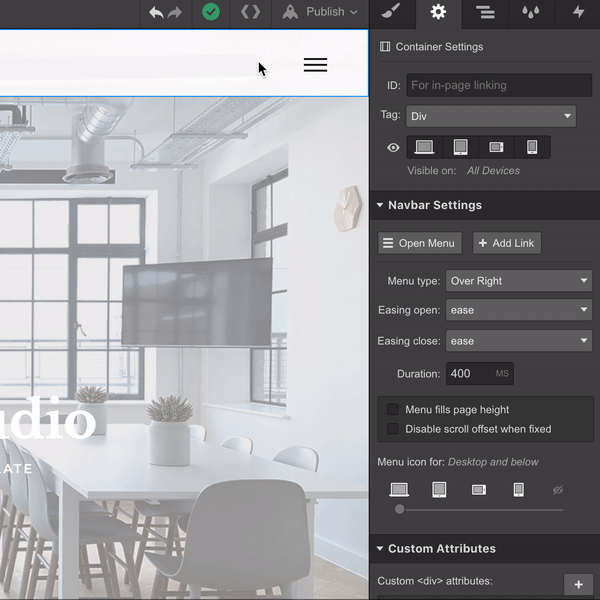 Publish
Container Settings
ID: For in-page linking
Tag: Div
Visible on: All Devices
Navbar Settings
Open Menu + Add Link
Menu type: Over Right
Easing open: ease
Easing close: ease
Duration: 400 MS
Menu fills page height
Disable scroll offset when fixed
Menu icon for: Desktop and below
udio
LATE
Custom Attributes
Custom <div> attributes: +